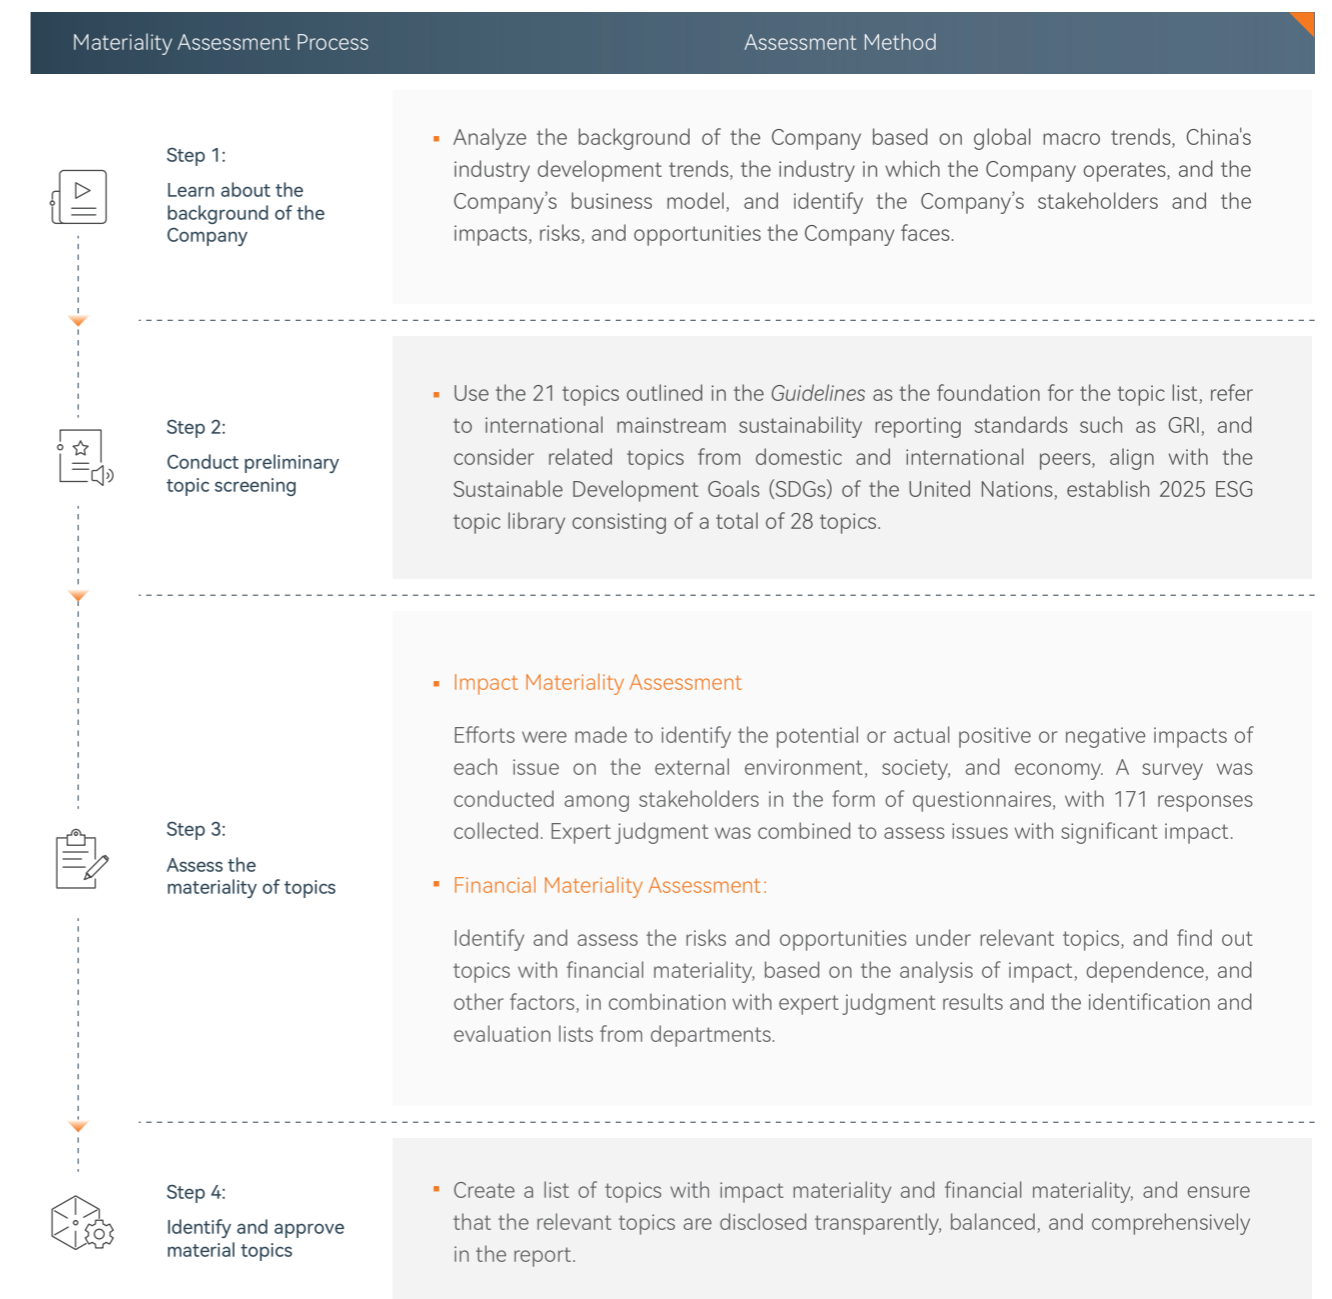 Materiality Assessment Process
Assessment Method
Step 1:
Learn about the
background of the
Company
▪ Analyze the background of the Company based on global macro trends, China's
industry development trends, the industry in which the Company operates, and the
Company’s business model, and identify the Company’s stakeholders and the
impacts, risks, and opportunities the Company faces.
Step 2:
Conduct preliminary
topic screening
▪ Use the 21 topics outlined in the Guidelines as the foundation for the topic list, refer
to international mainstream sustainability reporting standards such as GRI, and
consider related topics from domestic and international peers, align with the
Sustainable Development Goals (SDGs) of the United Nations, establish 2025 ESG
topic library consisting of a total of 28 topics.
Step 3:
Assess the
materiality of topics
▪ Impact Materiality Assessment
Efforts were made to identify the potential or actual positive or negative impacts of
each issue on the external environment, society, and economy. A survey was
conducted among stakeholders in the form of questionnaires, with 171 responses
collected. Expert judgment was combined to assess issues with significant impact.
▪ Financial Materiality Assessment:
Identify and assess the risks and opportunities under relevant topics, and find out
topics with financial materiality, based on the analysis of impact, dependence, and
other factors, in combination with expert judgment results and the identification and
evaluation lists from departments.
Step 4:
Identify and approve
material topics
▪ Create a list of topics with impact materiality and financial materiality, and ensure
that the relevant topics are disclosed transparently, balanced, and comprehensively
in the report.